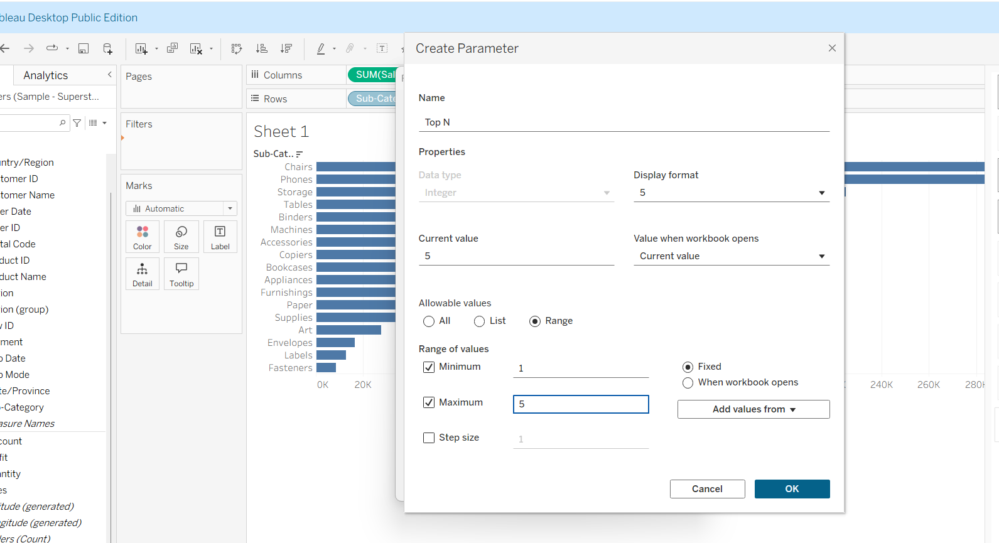 bleau Desktop Public Edition
Analytics
ers (Sample - Superst...
ntry/Region
tomer ID
tomer Name
er Date
er ID
tal Code
duct ID
duct Name
ion
ion (group)
v ID
ment
o Date
o Mode
te/Province
-Category
asure Names
count
fit
ntity
es
itude (generated)
gitude (generated)
lers (Count)
Pages
Filters
Marks
Automatic
Color
Size
Label
Detail
Tooltip
Columns
SUM(Sal
Rows
Sub-Cate
Sheet 1
Sub-Cat..
Chairs
Phones
Storage
Tables
Binders
Machines
Accessories
Copiers
Bookcases
Appliances
Furnishings
Paper
Supplies
Art
Envelopes
Labels
Fasteners
0K 20K 240K 260K 280K
Create Parameter
Name
Top N
Properties
Data type
Integer
Display format
5
Current value
5
Value when workbook opens
Current value
Allowable values
All List Range
Range of values
Minimum 1
Maximum 5
Step size 1
Fixed
When workbook opens
Add values from
Cancel OK